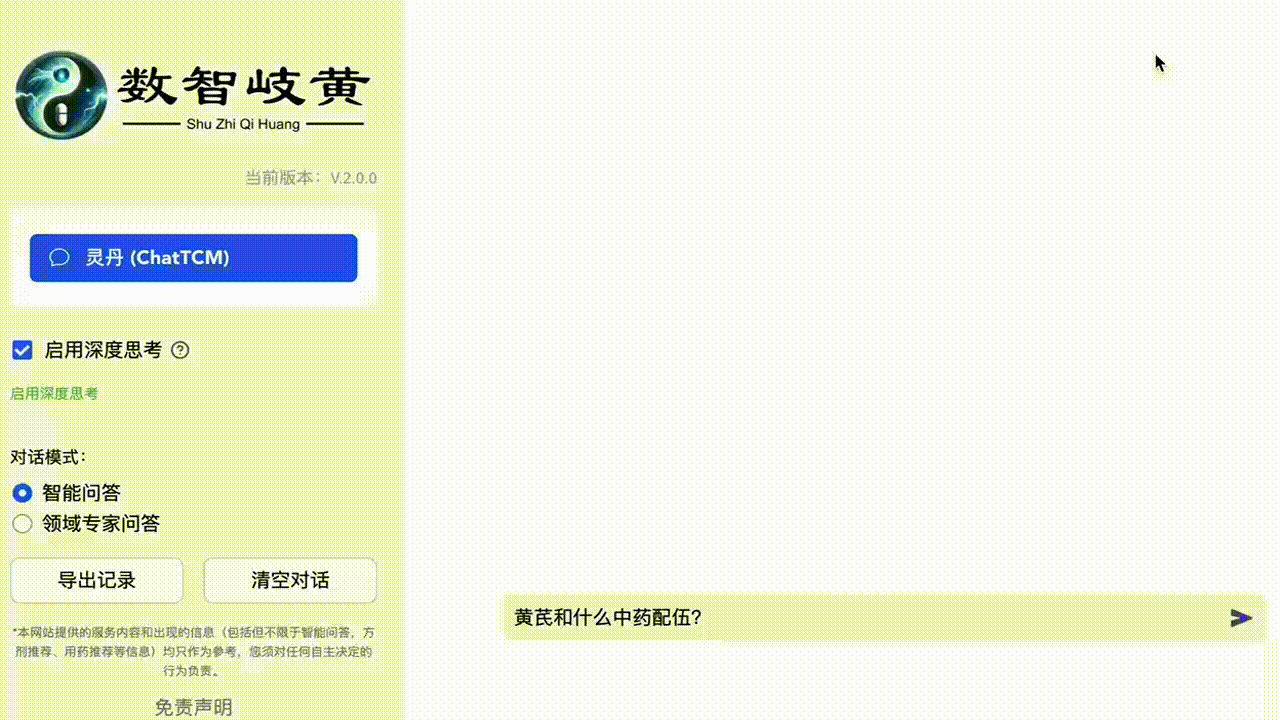 数智岐黄
Shu Zhi Qi Huang
当前版本：V.2.0.0
灵丹 (ChatTCM)
启用深度思考 ?
启用深度思考
对话模式：
智能问答
领域专家问答
导出记录
清空对话
*本网站提供的服务内容和出现的信息（包括但不限于智能问答，方
剂推荐、用药推荐等信息）均只作为参考，您须对任何自主决定的
行为负责。
免责声明
黄芪和什么中药配伍？